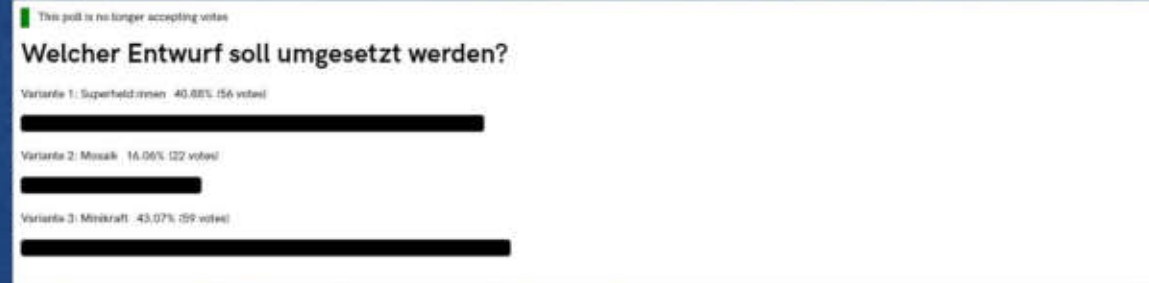 This poll is no longer accepting votes
Welcher Entwurf soll umgesetzt werden?
Variante 1: Superheld:innen 40.88% (56 votes)
Variante 2: Mosaik 16.06% (22 votes)
Variante 3: Minikraft 43.07% (59 votes)